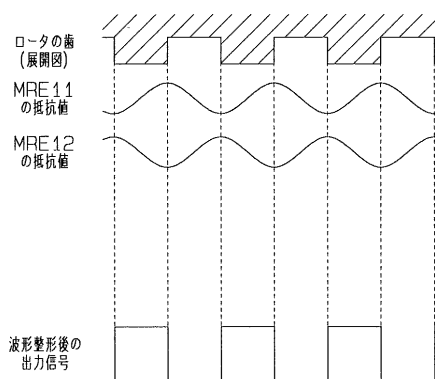 ロータの歯
(展開図)
MRE11
の抵抗値
MRE12
の抵抗値
波形整形後の
出力信号